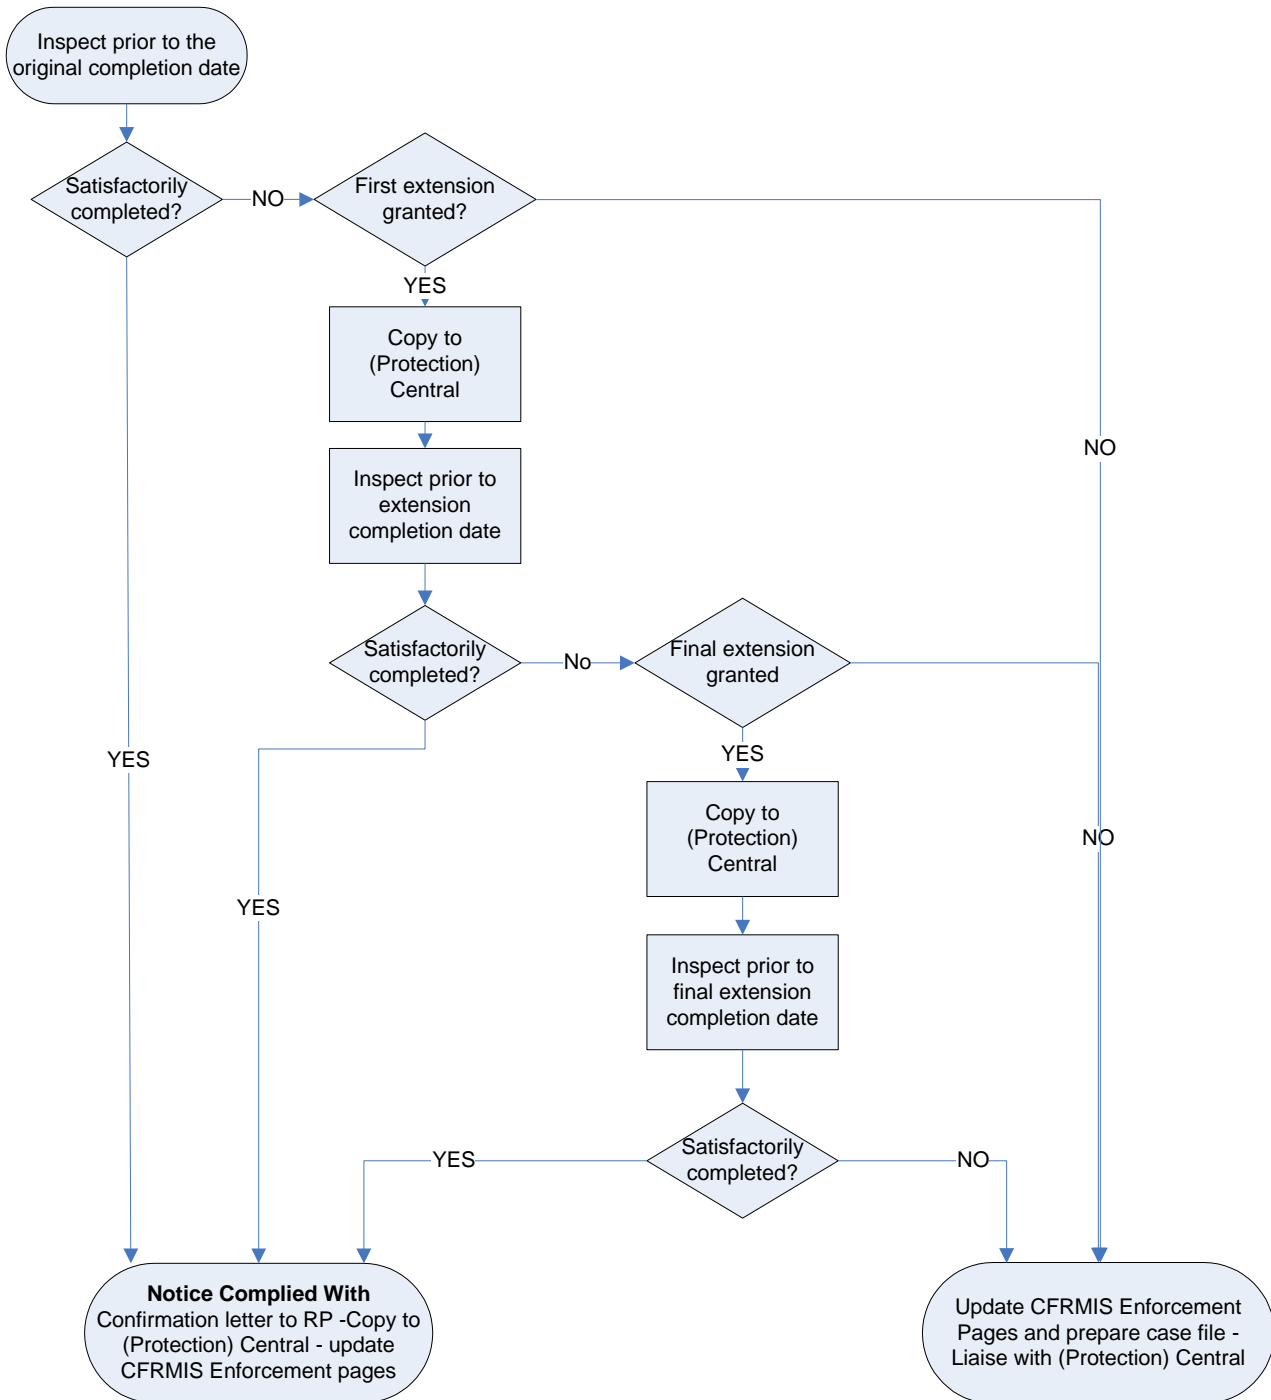 Inspect prior to the
original completion date
Satisfactorily
completed?
NO
First extension
granted?
YES
Copy to
(Protection)
Central
Inspect prior to
extension
completion date
NO
Satisfactorily
completed?
No
Final extension
granted
YES
YES
Copy to
(Protection)
Central
NO
YES
Inspect prior to
final extension
completion date
Satisfactorily
completed?
YES
NO
Notice Complied With
Confirmation letter to RP -Copy to
(Protection) Central - update
CFRMIS Enforcement pages
Update CFRMIS Enforcement
Pages and prepare case file -
Liaise with (Protection) Central